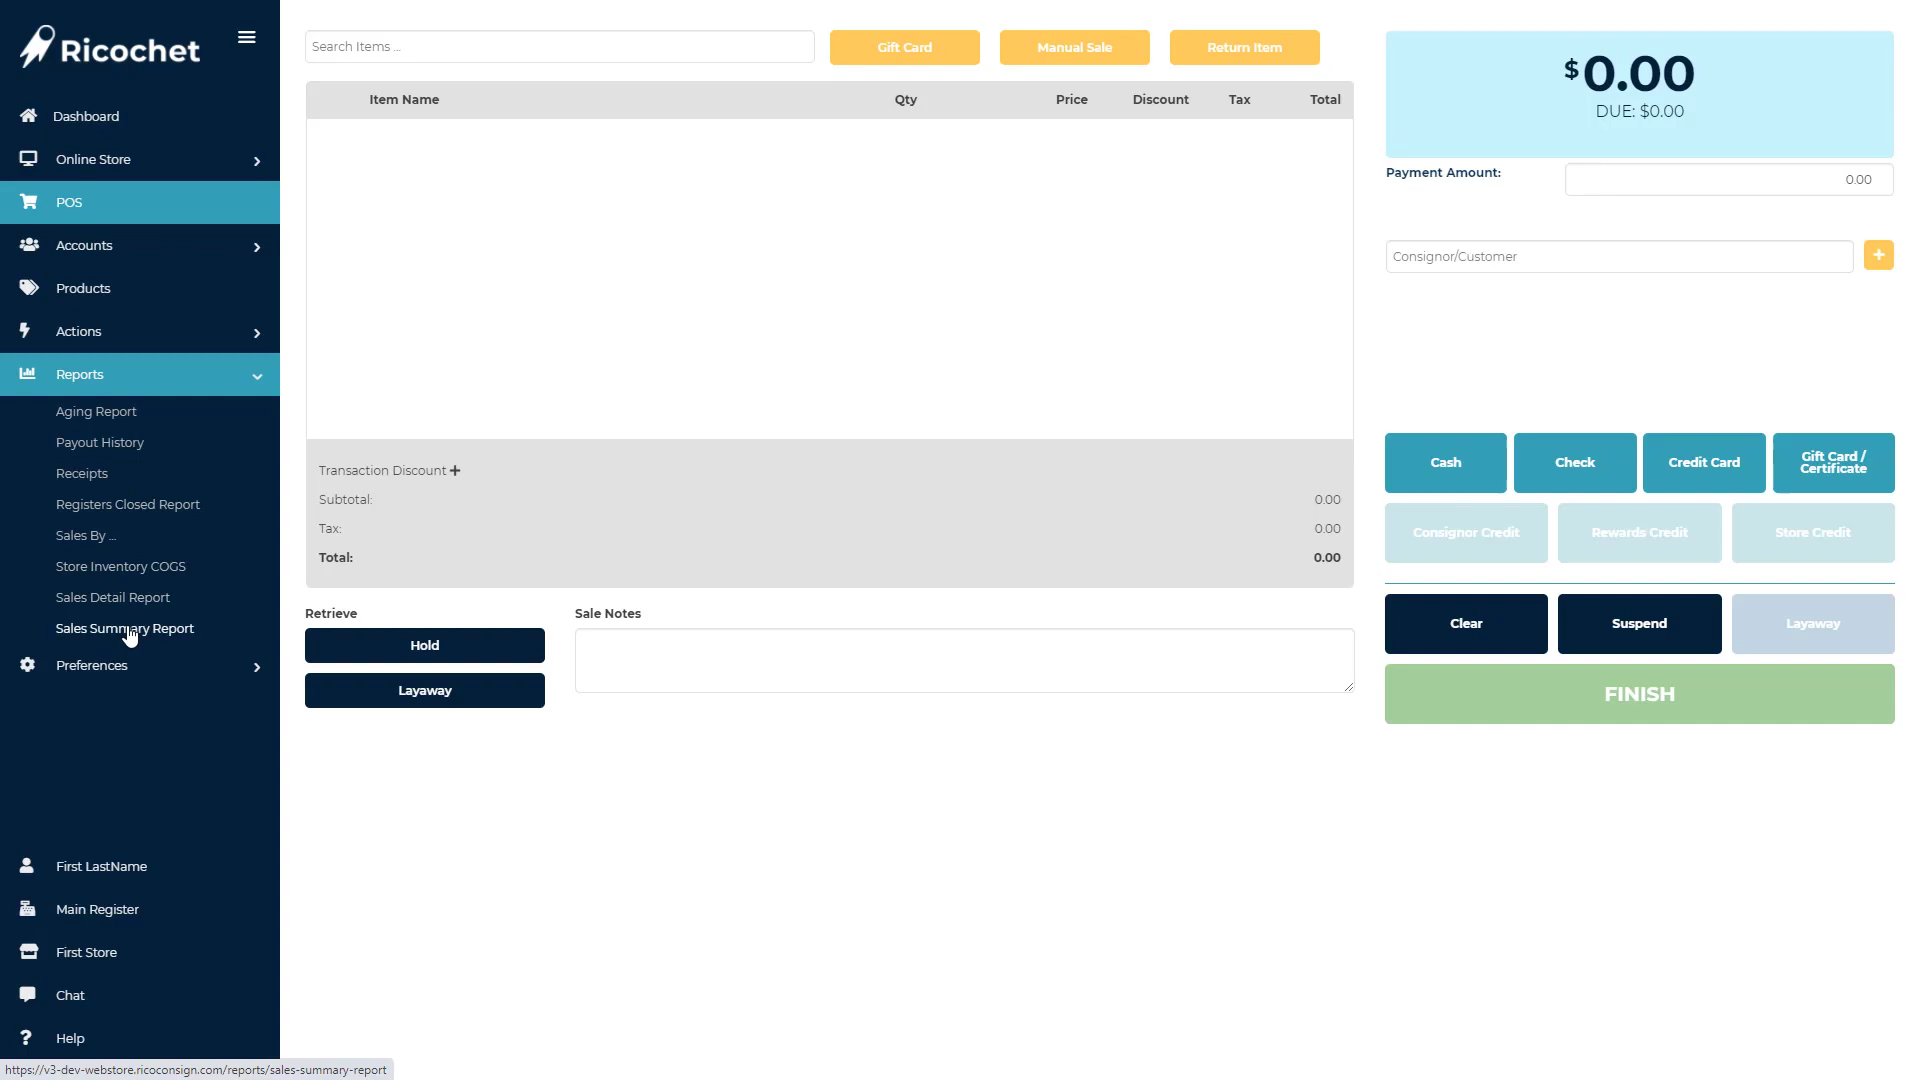 Ricochet
Dashboard
Online Store
POS
Accounts
Products
Actions
Reports
Aging Report
Payout History
Receipts
Registers Closed Report
Sales By ...
Store Inventory COGS
Sales Detail Report
Sales Summary Report
Preferences
First LastName
Main Register
First Store
Chat
Help
https://v3-dev-webstore.ricoconsign.com/reports/sales-summary-report
Search Items ...
Gift Card
Manual Sale
Return Item
Item Name Qty Price Discount Tax Total
Transaction Discount +
Subtotal: 0.00
Tax: 0.00
Total: 0.00
Retrieve
Hold
Layaway
Sale Notes
$0.00
DUE: $0.00
Payment Amount: 0.00
Consignor/Customer
+
Cash
Check
Credit Card
Gift Card /
Certificate
Consignor Credit
Rewards Credit
Store Credit
Clear
Suspend
Layaway
FINISH